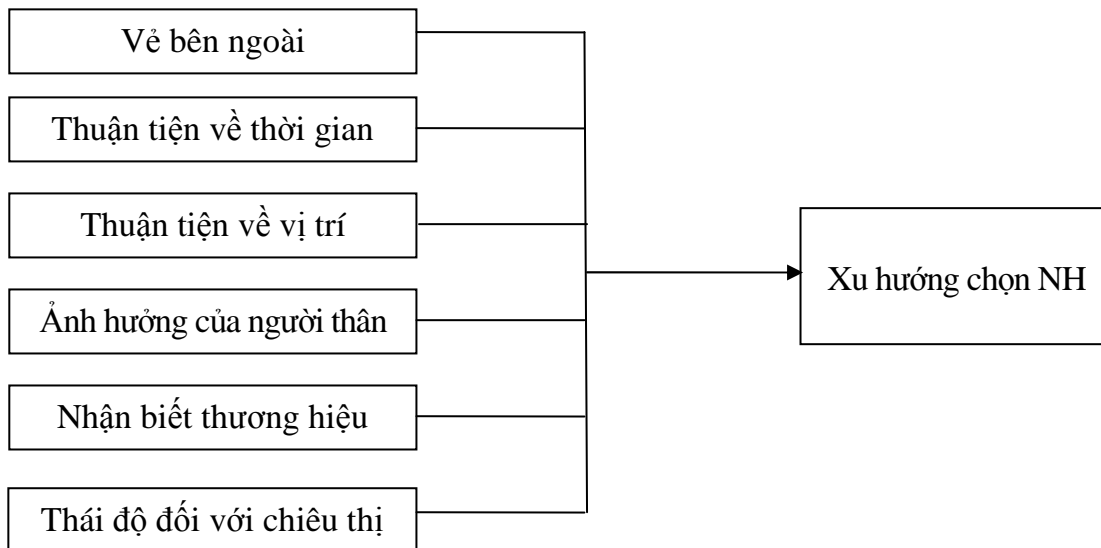 Vẻ bên ngoài
Thuận tiện về thời gian
Thuận tiện về vị trí
Ảnh hưởng của người thân
Nhận biết thương hiệu
Thái độ đối với chiêu thị
Xu hướng chọn NH